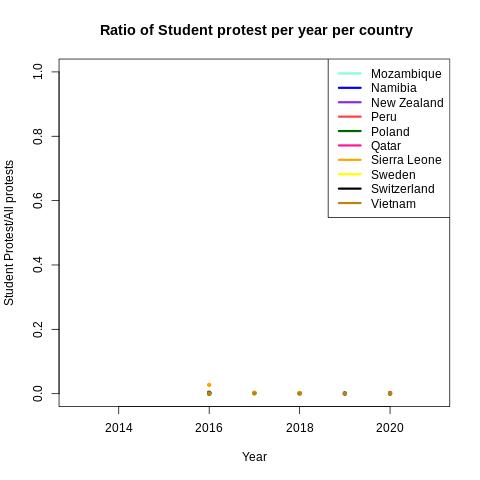 Ratio of Student protest per year per country
Student Protest/All protests
1.0
0.8
0.6
0.4
0.2
0.0
Mozambique
Namibia
New Zealand
Peru
Poland
Qatar
Sierra Leone
Sweden
Switzerland
Vietnam
2014 2016 2018 2020
Year